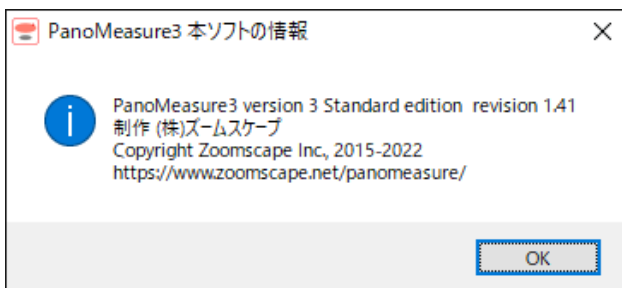 PanoMeasure3 本ソフトの情報
PanoMeasure3 version 3 Standard edition  revision 1.41
制作 (株)ズームスケープ
Copyright Zoomscape Inc., 2015-2022
https://www.zoomscape.net/panomeasure/
OK